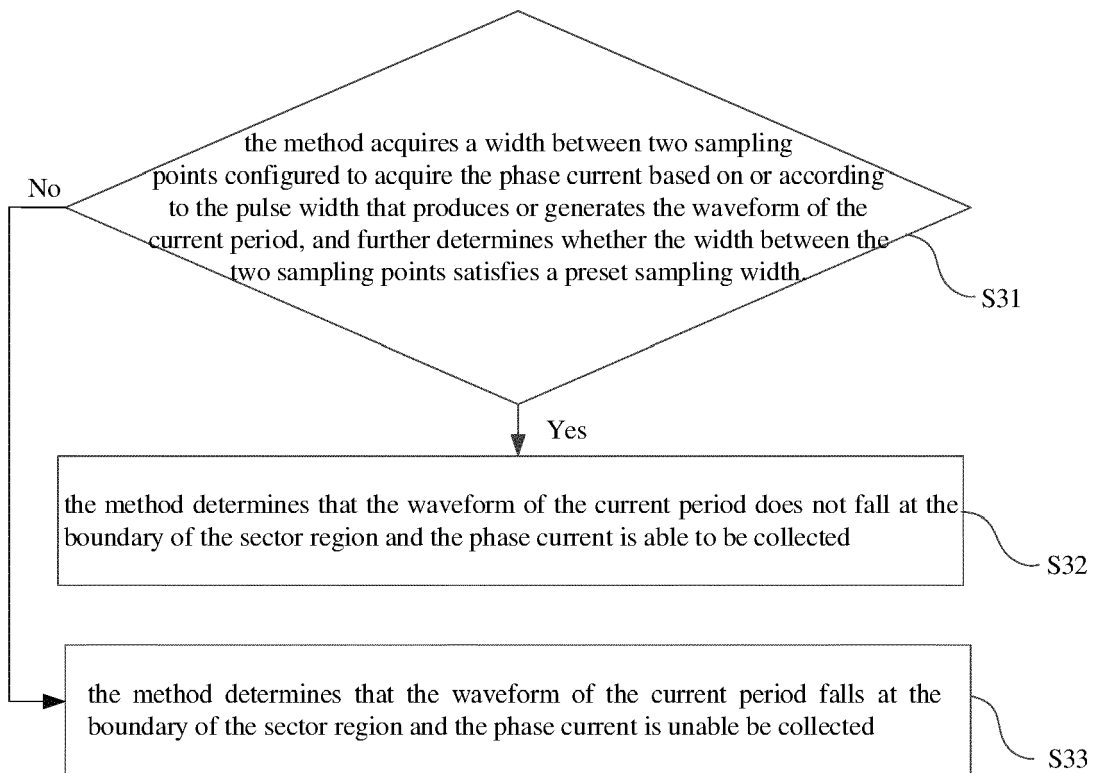 the method acquires a width between two sampling
points configured to acquire the phase current based on or according
No
to the pulse width that produces or generates the waveform of the
current period, and further determines whether the width between the
two sampling points satisfies a preset sampling width.
S31
Yes
the method determines that the waveform of the current period does not fall at the
boundary of the sector region and the phase current is able to be collected
S32
the method determines that the waveform of the current period falls at the
boundary of the sector region and the phase current is unable be collected
S33